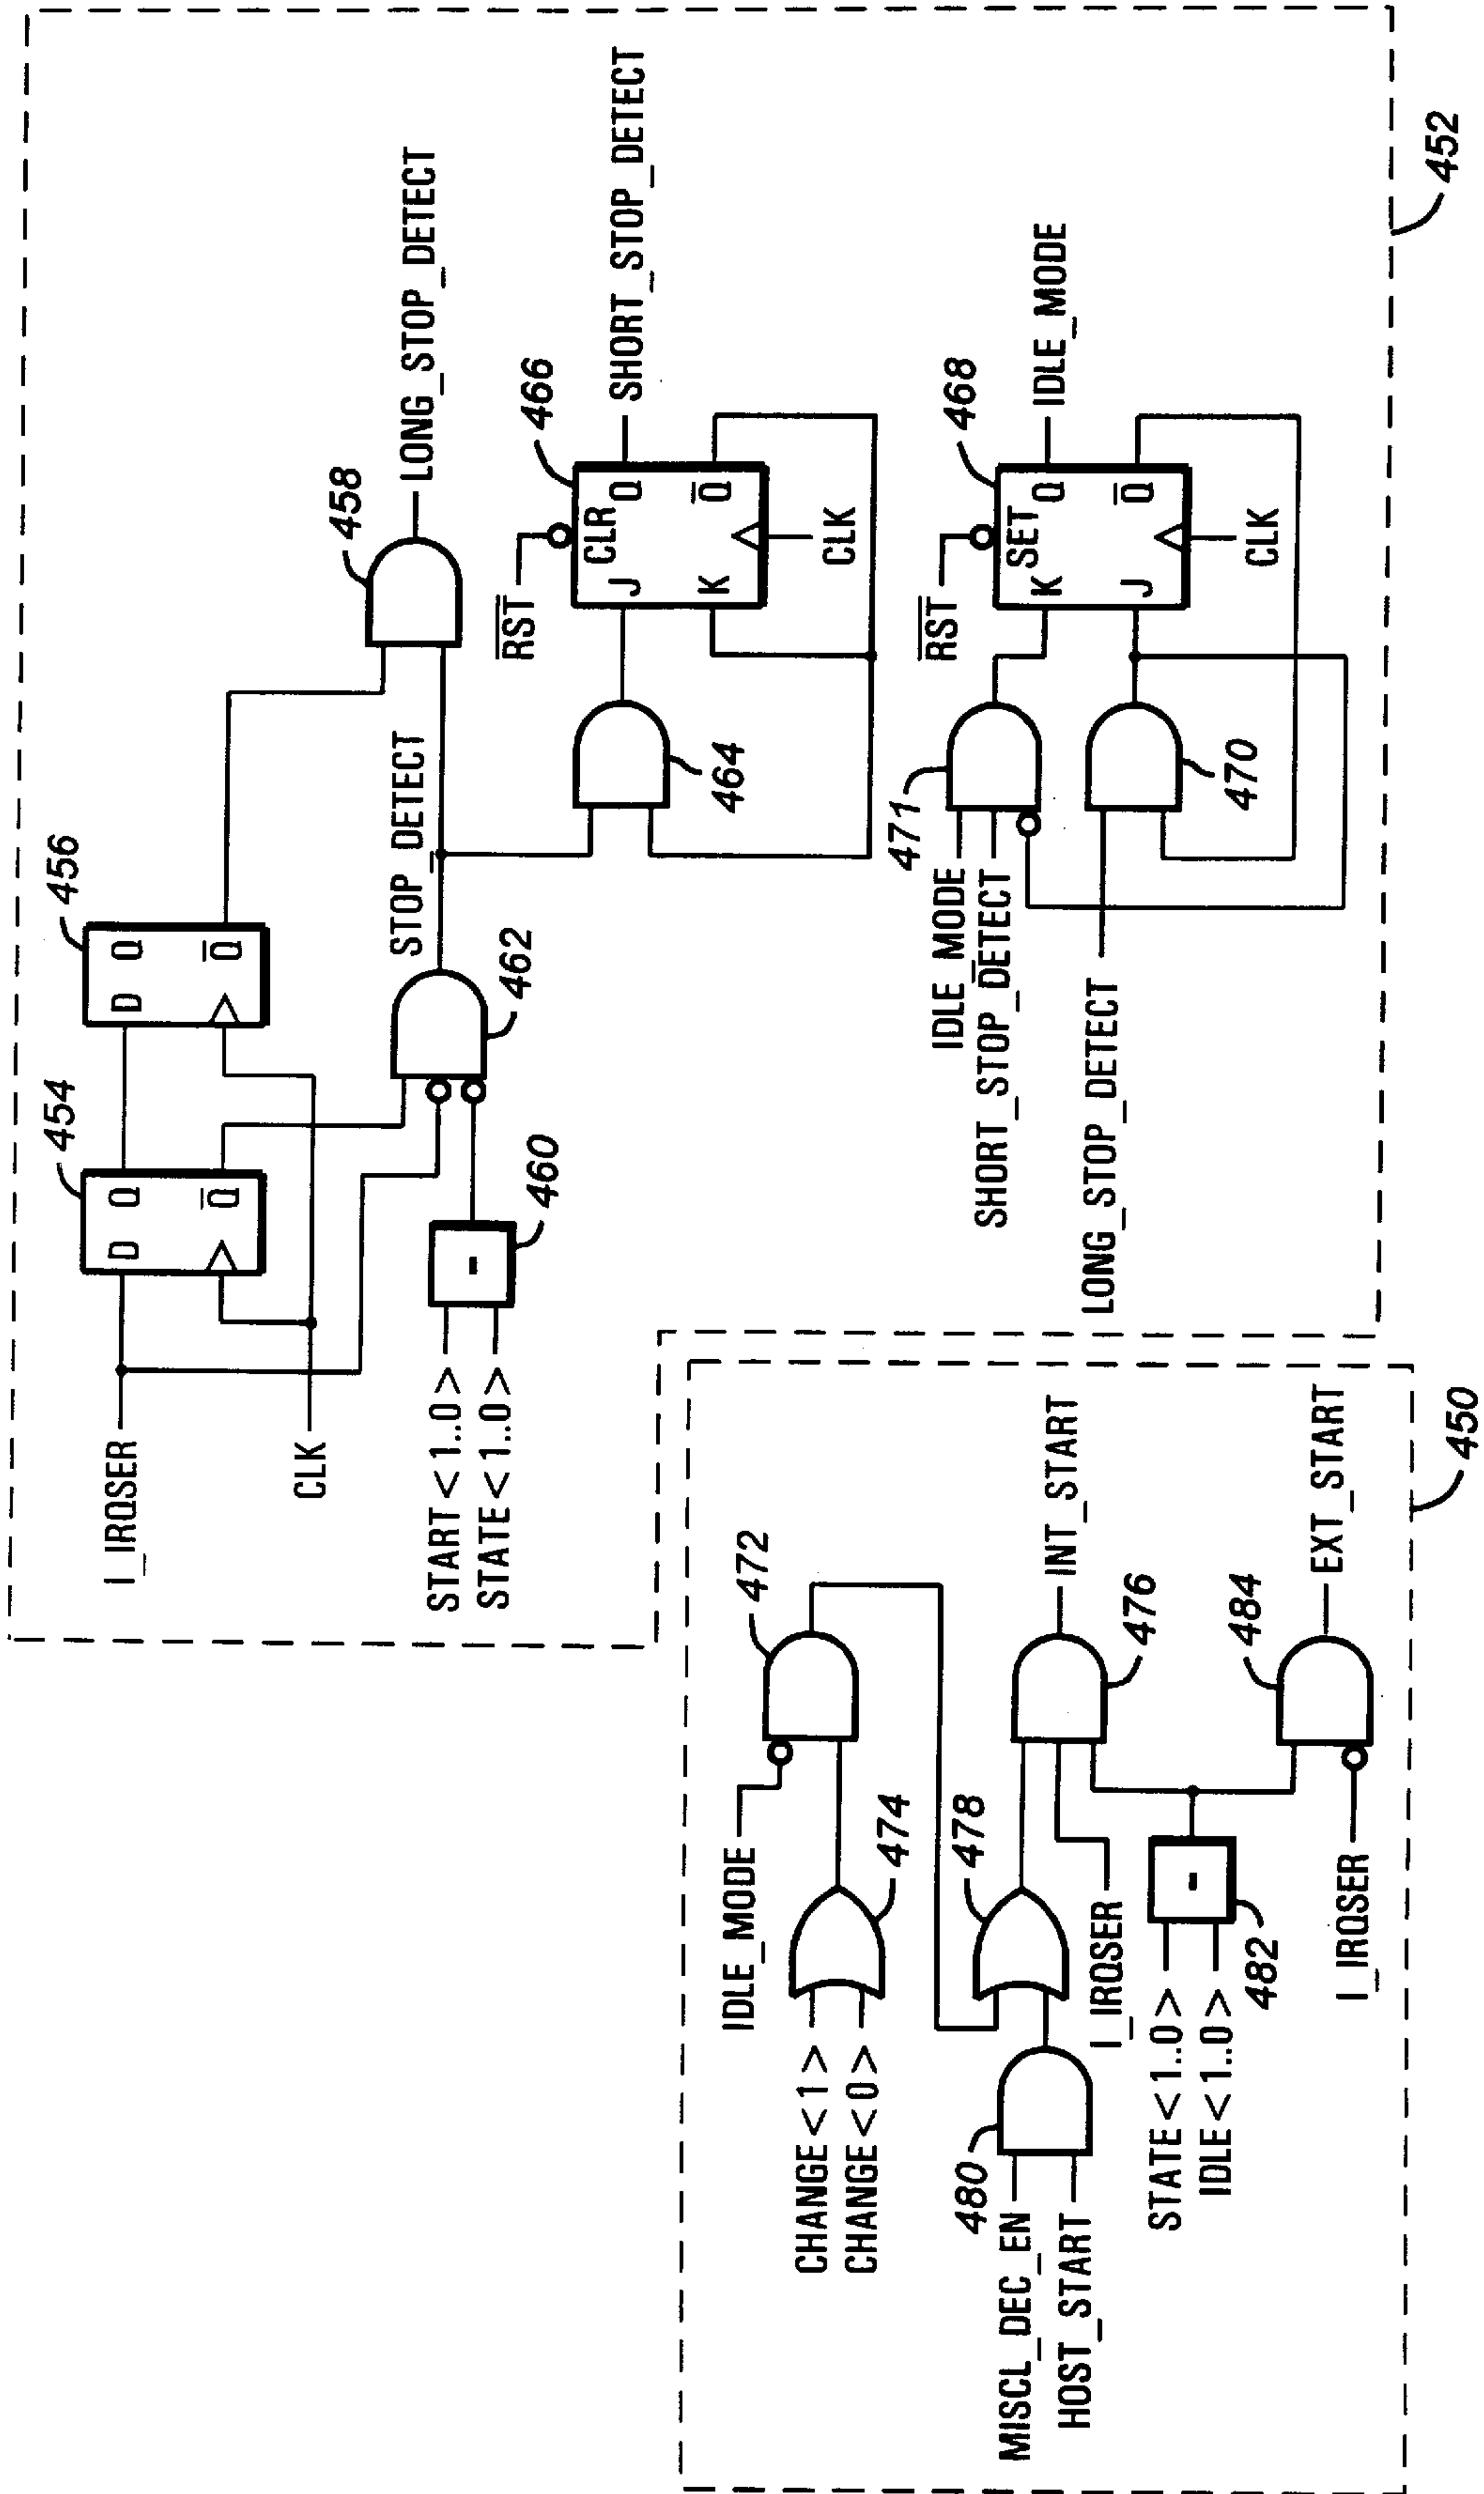 I_IRQSER
CLK
454
D Q
Q
456
D Q
Q
458
LONG_STOP_DETECT
STOP_DETECT
462
START<1..0>
STATE<1..0>
460
464
RST
466
CLR
J Q
K Q
CLK
SHORT_STOP_DETECT
IDLE_MODE
SHORT_STOP_DETECT
LONG_STOP_DETECT
471
470
RST
468
SET
K Q
J Q
CLK
IDLE_MODE
452
IDLE_MODE
472
CHANGE<1>
CHANGE<0>
474
478
480
MISCL_DEC_EN
HOST_START
I_IRQSER
476
INT_START
STATE<1..0>
IDLE<1..0>
482
484
I_IRQSER
EXT_START
450